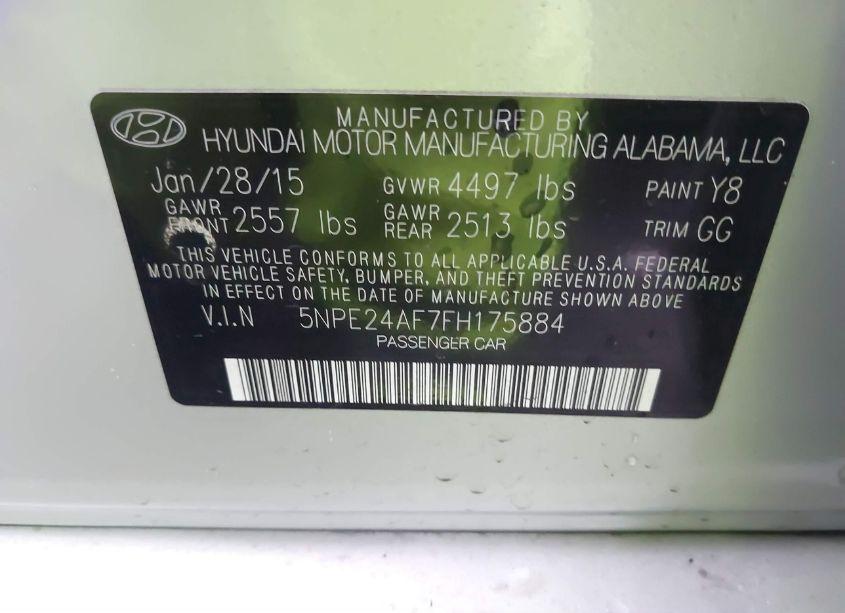 MANUFACTURED BY
HYUNDAI MOTOR MANUFACTURING ALABAMA, LLC
Jan/28/15 GVWR 4497 lbs PAINT Y8
GAWR FRONT 2557 lbs GAWR REAR 2513 lbs TRIM GG
THIS VEHICLE CONFORMS TO ALL APPLICABLE U.S.A. FEDERAL
MOTOR VEHICLE SAFETY, BUMPER, AND THEFT PREVENTION STANDARDS
IN EFFECT ON THE DATE OF MANUFACTURE SHOWN ABOVE
V.I.N 5NPE24AF7FH175884
PASSENGER CAR